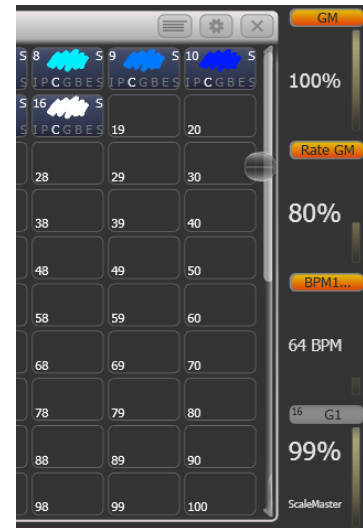 GM
100%
Rate GM
80%
BPM1...
64 BPM
16 G1
99%
ScaleMaster
S 8 S 9 S 10 S
S I P C G B E S I P C G B E S I P C G B E S
S 16 S 19 20
S I P C G B E S
28 29 30
38 39 40
48 49 50
58 59 60
68 69 70
78 79 80
88 89 90
98 99 100